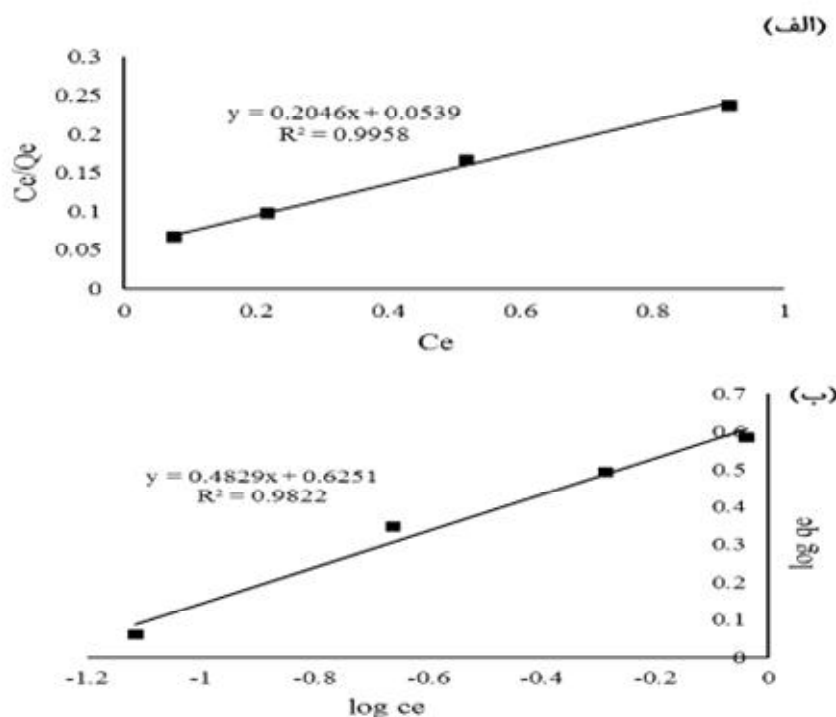 (الف)
0.3
0.25
0.2
0.15
0.1
0.05
0
Ce/Qe
y = 0.2046x + 0.0539
R² = 0.9958
0 0.2 0.4 0.6 0.8 1
Ce
(ب)
0.7
0.6
0.5
0.4
0.3
0.2
0.1
0
log qe
y = 0.4829x + 0.6251
R² = 0.9822
-1.2 -1 -0.8 -0.6 -0.4 -0.2 0
log ce